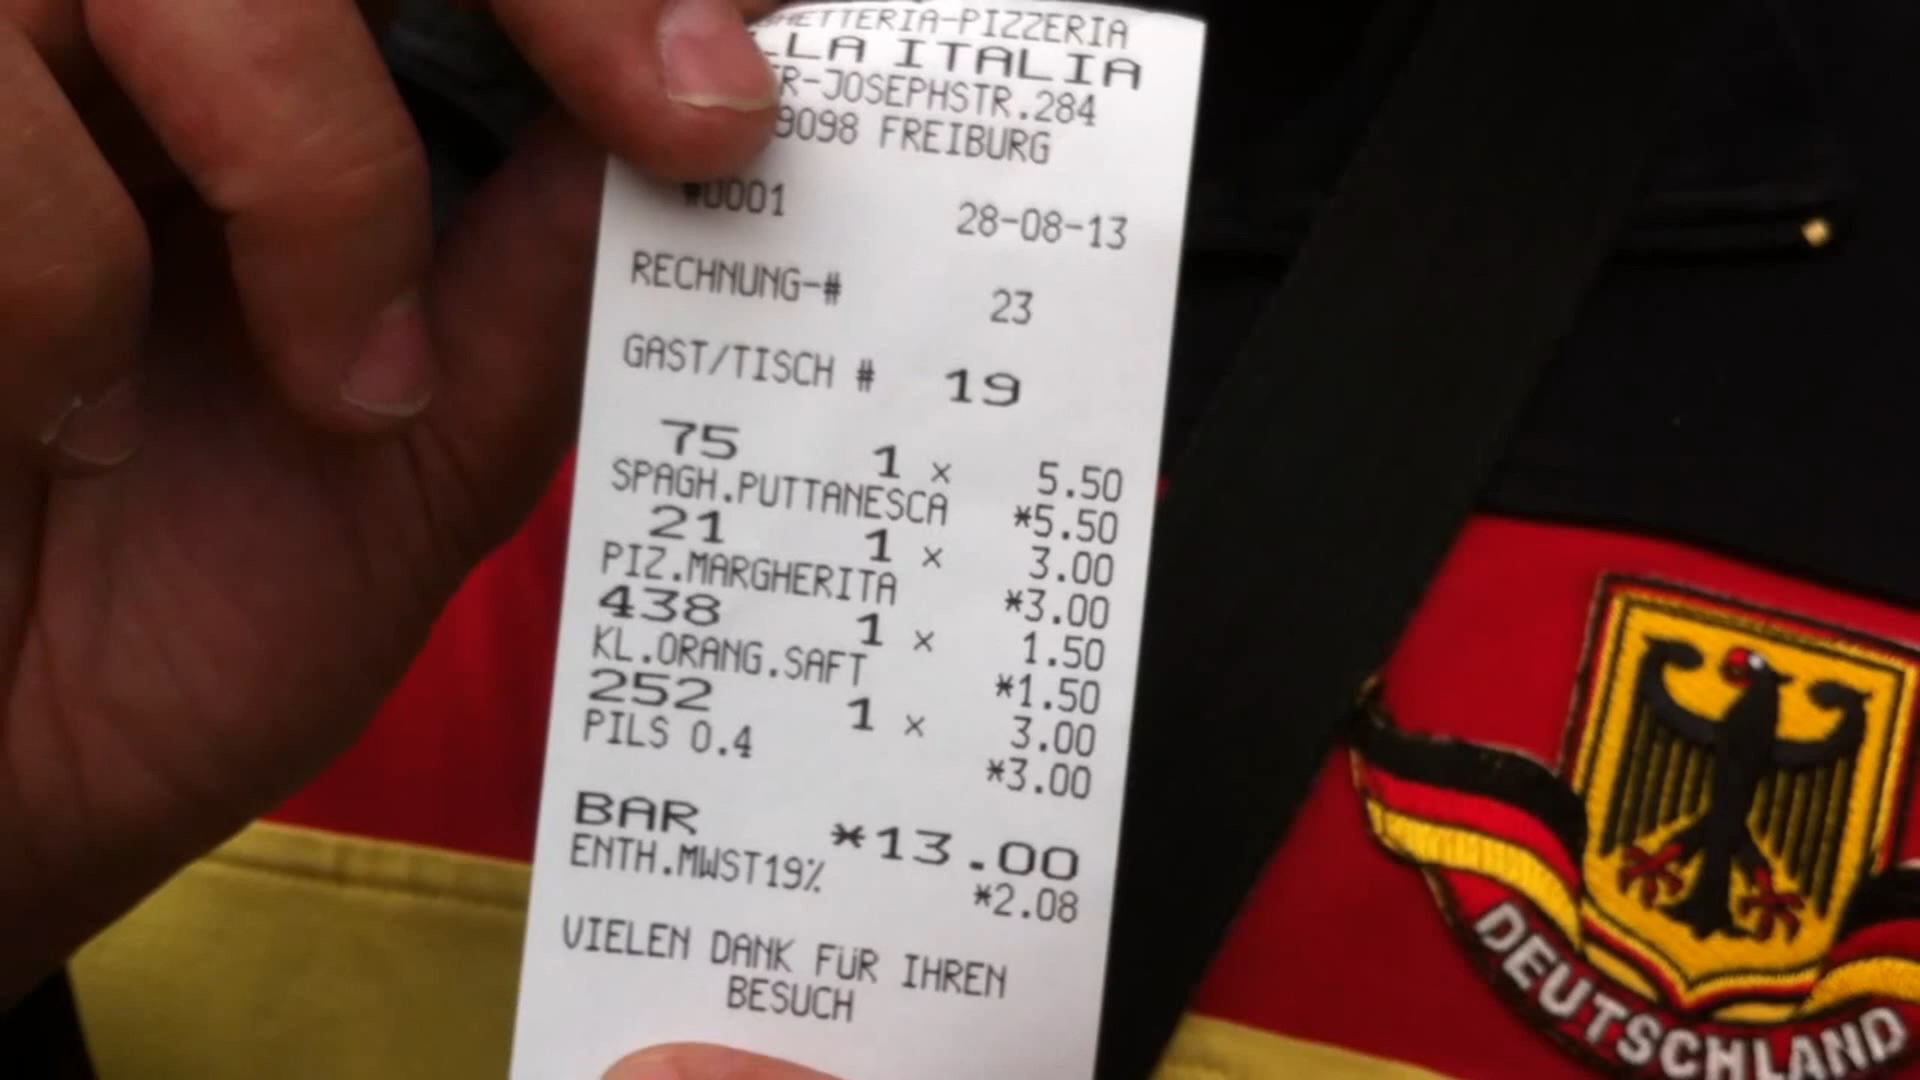 -PIZZERIA
LLA ITALIA
R-JOSEPHSTR.284
9098 FREIBURG
#0001 28-08-13
RECHNUNG-# 23
GAST/TISCH # 19
75 1 x 5.50
SPAGH.PUTTANESCA *5.50
21 1 x 3.00
PIZ.MARGHERITA *3.00
438 1 x 1.50
KL.ORANG.SAFT *1.50
252 1 x 3.00
PILS 0.4 *3.00
BAR *13.00
ENTH.MWST19% *2.08
VIELEN DANK FÜR IHREN
BESUCH
DEUTSCHLAND